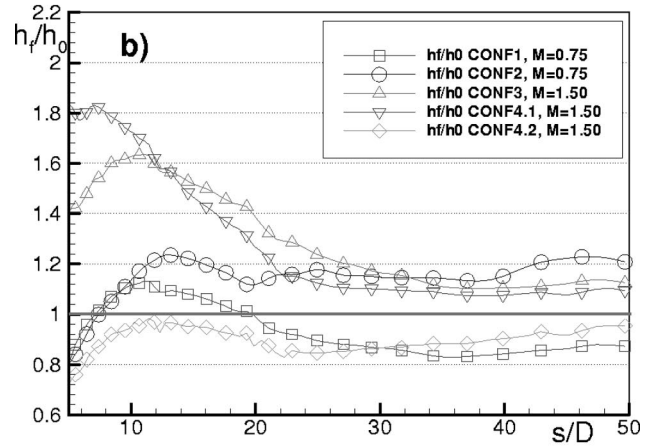 h_f/h_0
b)
hf/h0 CONF1, M=0.75
hf/h0 CONF2, M=0.75
hf/h0 CONF3, M=1.50
hf/h0 CONF4.1, M=1.50
hf/h0 CONF4.2, M=1.50
2.2
2
1.8
1.6
1.4
1.2
1
0.8
0.6
10 20 30 40 50
s/D